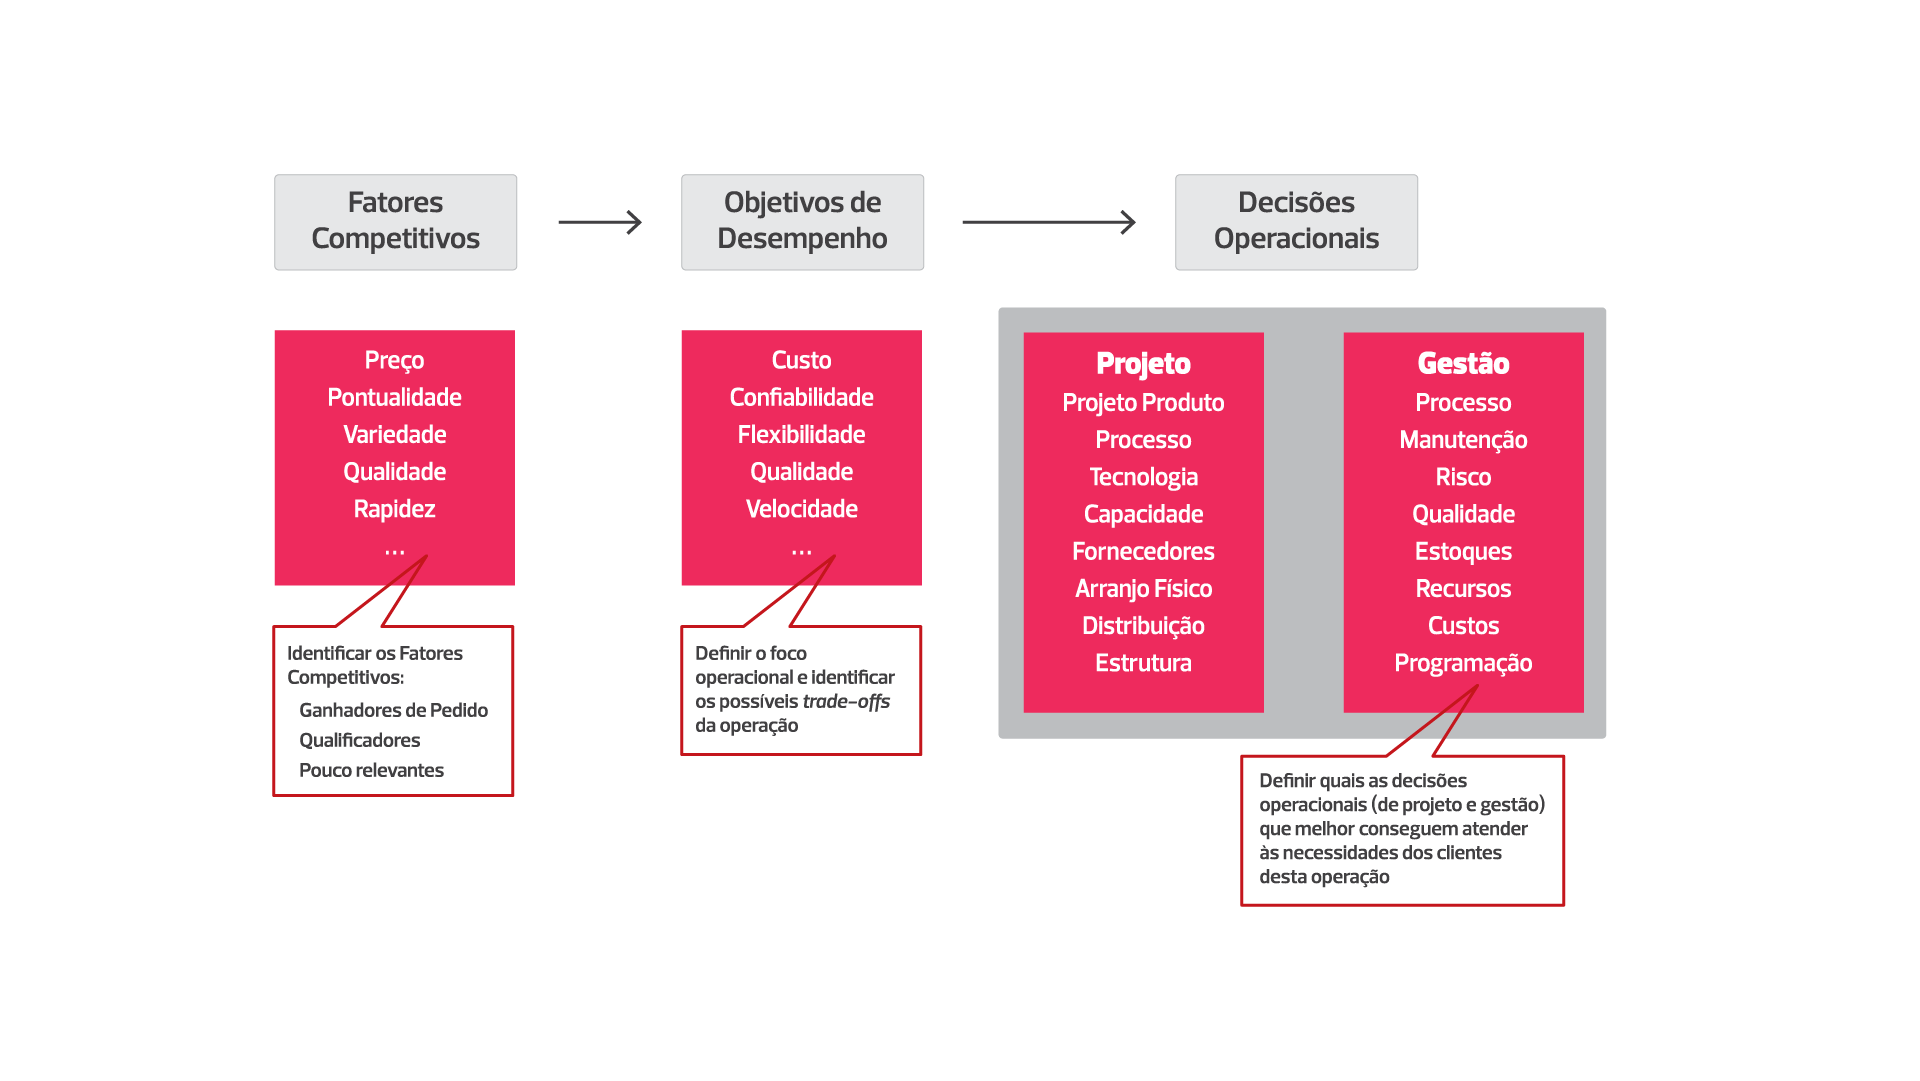 Fatores
Competitivos
Objetivos de
Desempenho
Decisões
Operacionais
Preço
Pontualidade
Variedade
Qualidade
Rapidez
...
Identificar os Fatores
Competitivos:
Ganhadores de Pedido
Qualificadores
Pouco relevantes
Custo
Confiabilidade
Flexibilidade
Qualidade
Velocidade
...
Definir o foco
operacional e identificar
os possíveis trade-offs
da operação
Projeto
Projeto Produto
Processo
Tecnologia
Capacidade
Fornecedores
Arranjo Físico
Distribuição
Estrutura
Gestão
Processo
Manutenção
Risco
Qualidade
Estoques
Recursos
Custos
Programação
Definir quais as decisões
operacionais (de projeto e gestão)
que melhor conseguem atender
às necessidades dos clientes
desta operação